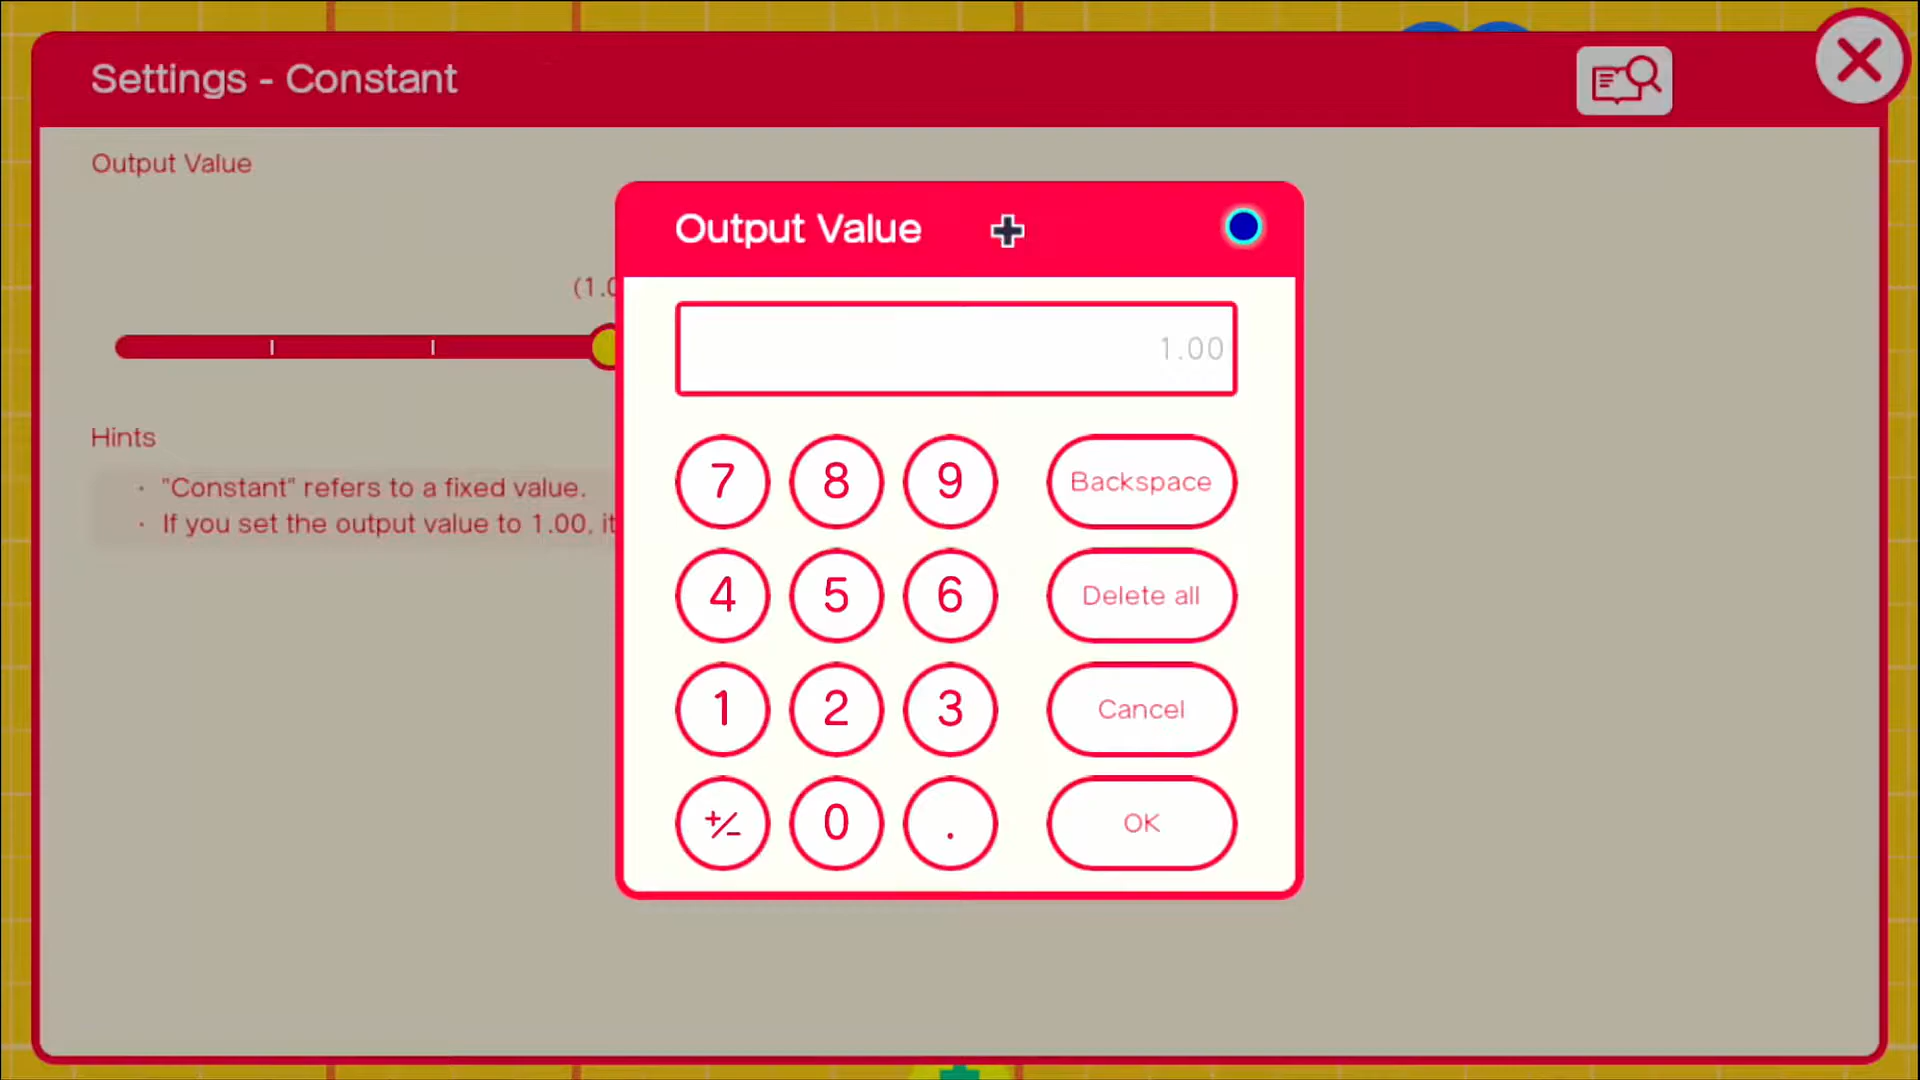 Settings - Constant
Output Value
(1.0
Hints
· "Constant" refers to a fixed value.
· If you set the output value to 1.00, it
Output Value
1.00
7 8 9 Backspace
4 5 6 Delete all
1 2 3 Cancel
+/- 0 . OK